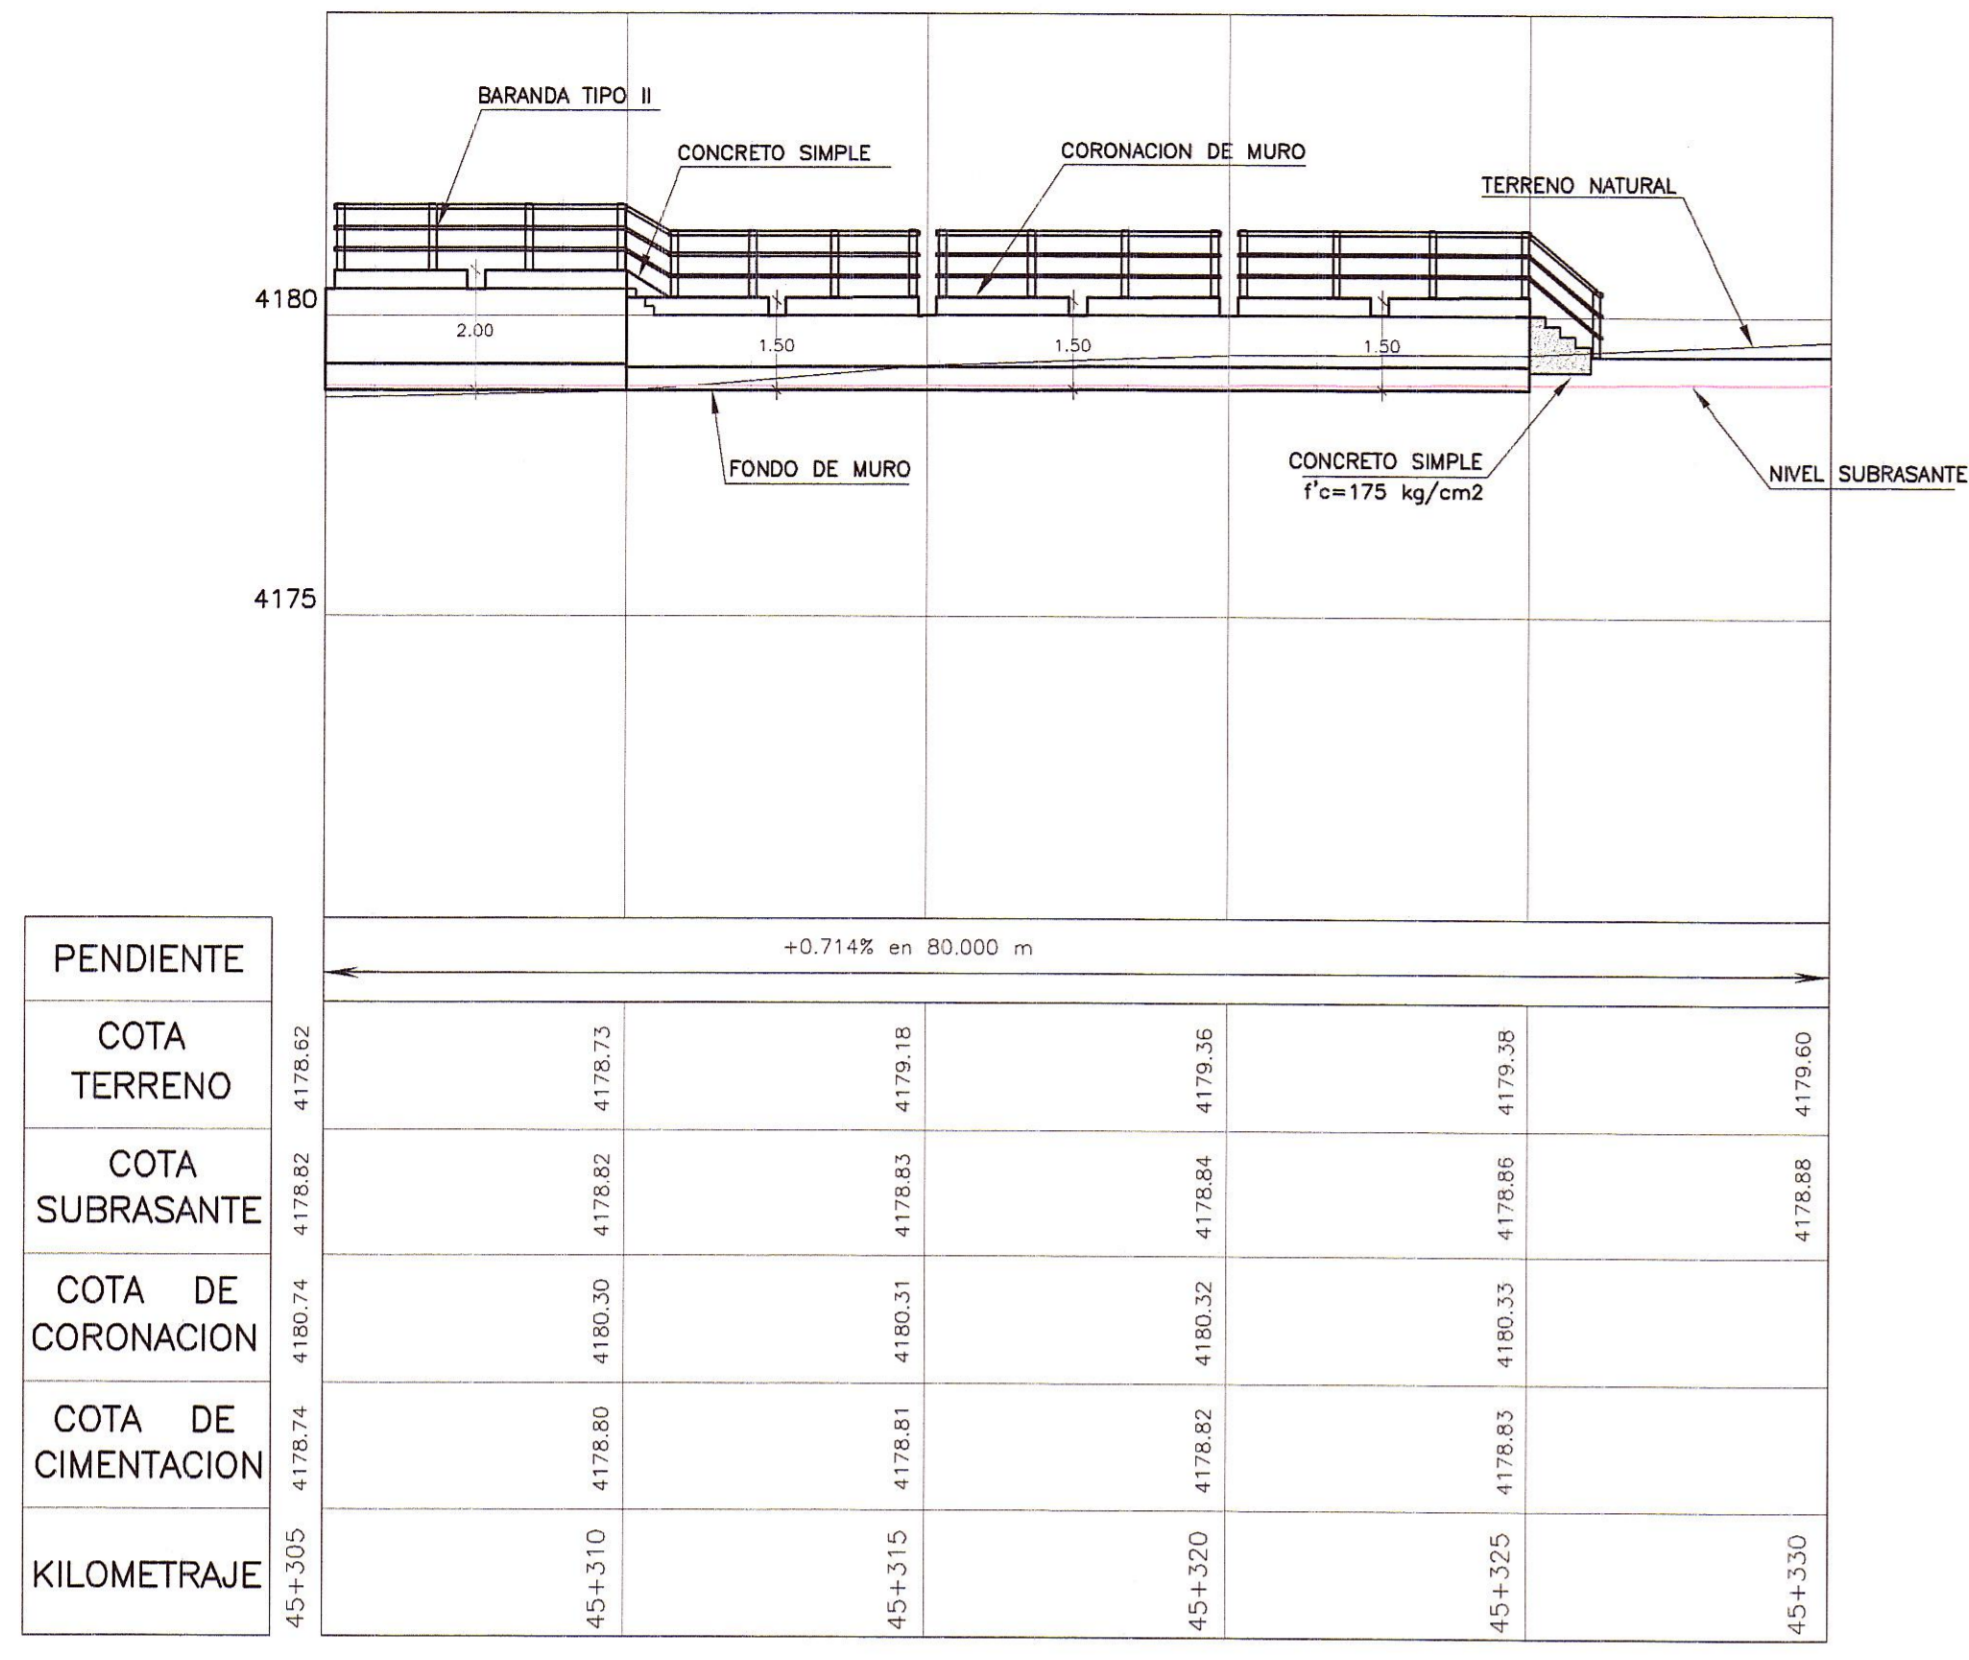 BARANDA TIPO II
CONCRETO SIMPLE
CORONACION DE MURO
TERRENO NATURAL
4180
2.00
1.50
1.50
1.50
FONDO DE MURO
CONCRETO SIMPLE
f'c=175 kg/cm2
NIVEL SUBRASANTE
4175
PENDIENTE
+0.714% en 80.000 m
COTA
TERRENO
4178.62
4178.73
4179.18
4179.36
4179.38
4179.60
COTA
SUBRASANTE
4178.82
4178.82
4178.83
4178.84
4178.86
4178.88
COTA DE
CORONACION
4180.74
4180.30
4180.31
4180.32
4180.33
COTA DE
CIMENTACION
4178.74
4178.80
4178.81
4178.82
4178.83
KILOMETRAJE
45+305
45+310
45+315
45+320
45+325
45+330